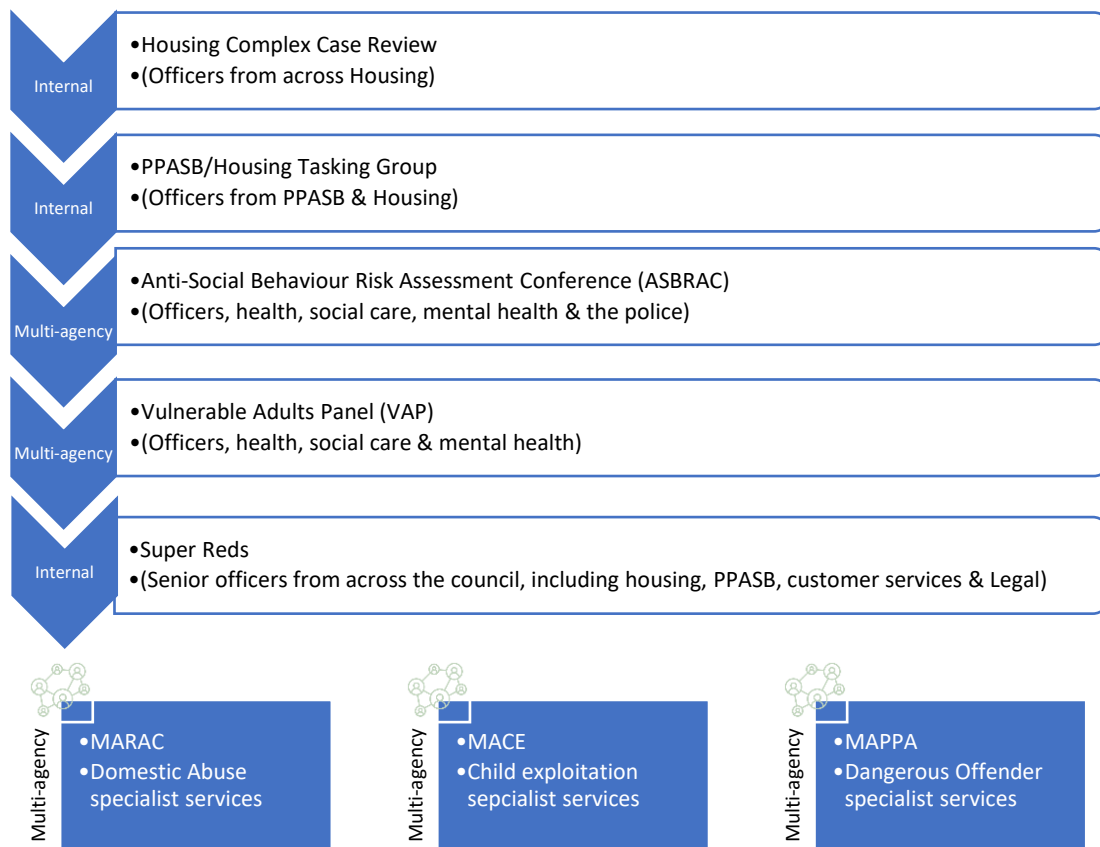 Internal
•Housing Complex Case Review
•(Officers from across Housing)
Internal
•PPASB/Housing Tasking Group
•(Officers from PPASB & Housing)
Multi-agency
•Anti-Social Behaviour Risk Assessment Conference (ASBRAC)
•(Officers, health, social care, mental health & the police)
Multi-agency
•Vulnerable Adults Panel (VAP)
•(Officers, health, social care & mental health)
Internal
•Super Reds
•(Senior officers from across the council, including housing, PPASB, customer services & Legal)
Multi-agency
•MARAC
•Domestic Abuse
specialist services
Multi-agency
•MACE
•Child exploitation
sepcialist services
Multi-agency
•MAPPA
•Dangerous Offender
specialist services